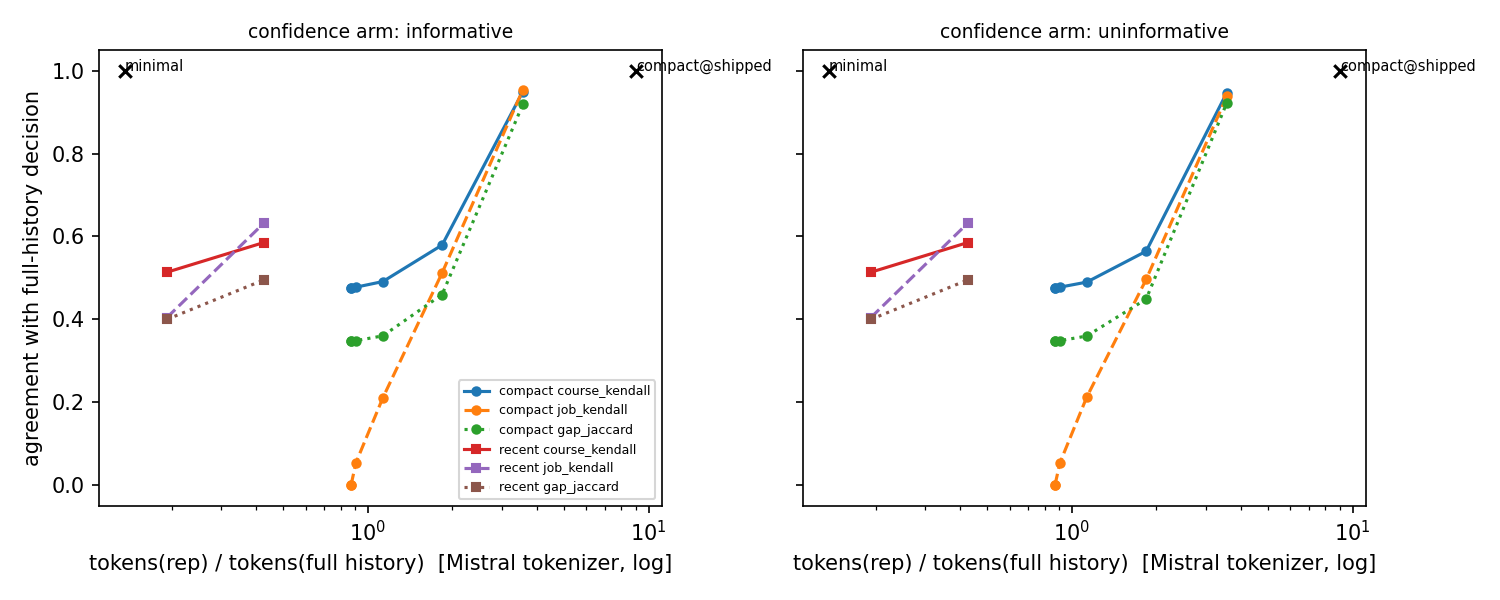 confidence arm: informative
confidence arm: uninformative
agreement with full-history decision
1.0
0.8
0.6
0.4
0.2
0.0
minimal
compact@shipped
minimal
compact@shipped
compact course_kendall
compact job_kendall
compact gap_jaccard
recent course_kendall
recent job_kendall
recent gap_jaccard
10⁰
10¹
10⁰
10¹
tokens(rep) / tokens(full history) [Mistral tokenizer, log]
tokens(rep) / tokens(full history) [Mistral tokenizer, log]